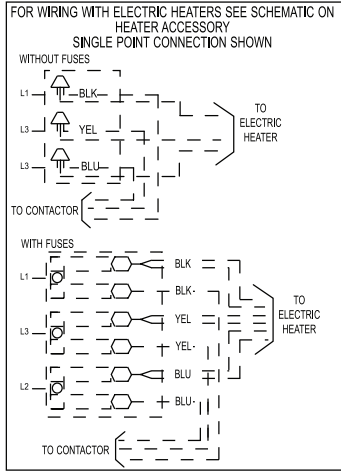 FOR WIRING WITH ELECTRIC HEATERS SEE SCHEMATIC ON
HEATER ACCESSORY
SINGLE POINT CONNECTION SHOWN
WITHOUT FUSES
L1
BLK
TO
ELECTRIC
HEATER
L3
YEL
L3
BLU
TO CONTACTOR
WITH FUSES
L1
BLK
BLK
TO
ELECTRIC
HEATER
L3
YEL
YEL
L2
BLU
BLU
TO CONTACTOR